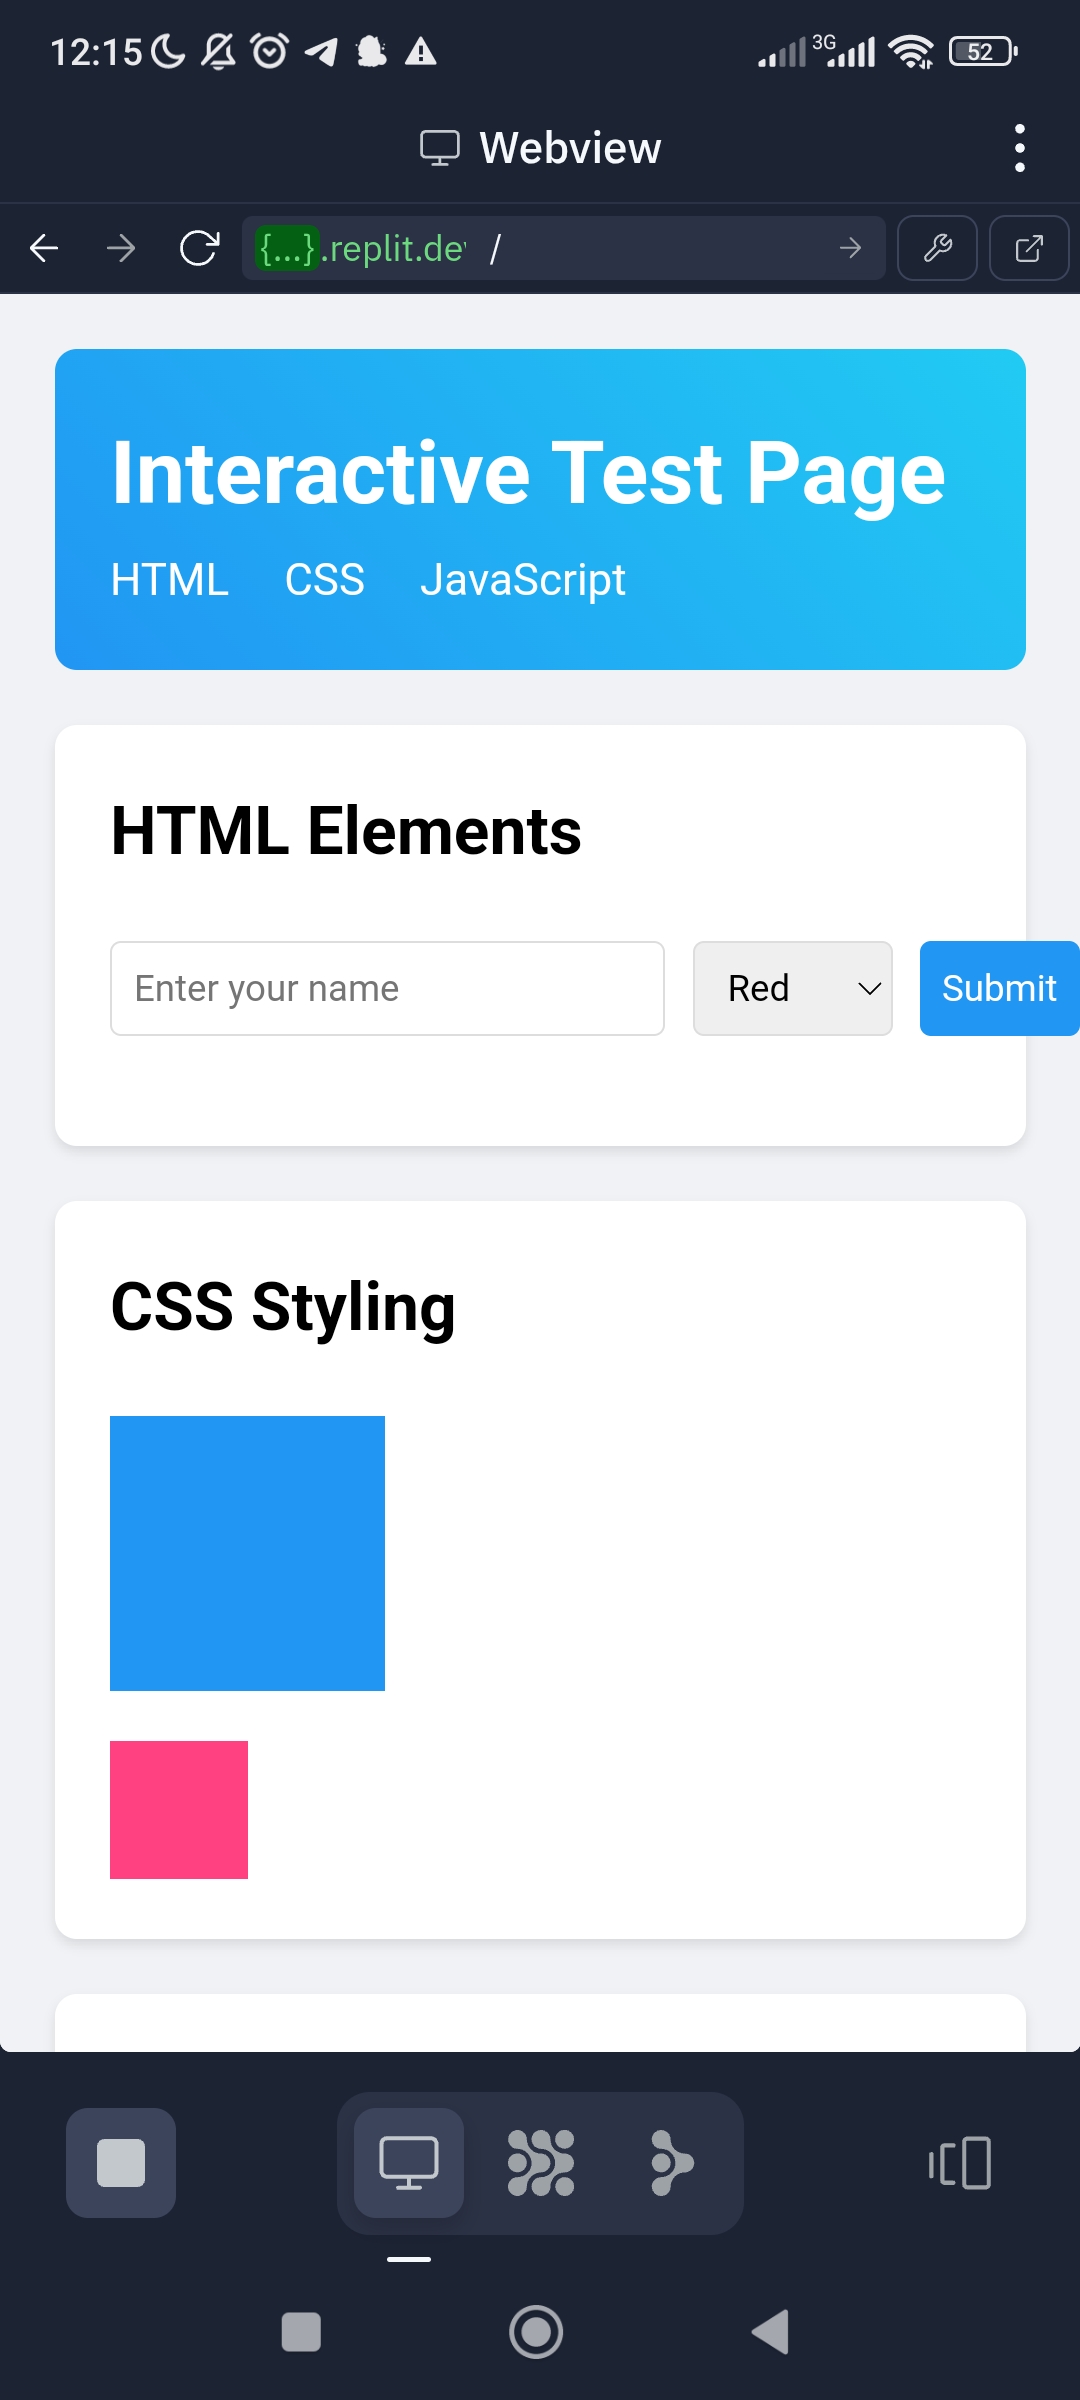 12:15
3G
52
Webview
{...}.replit.dev /
Interactive Test Page
HTML CSS JavaScript
HTML Elements
Enter your name Red Submit
CSS Styling